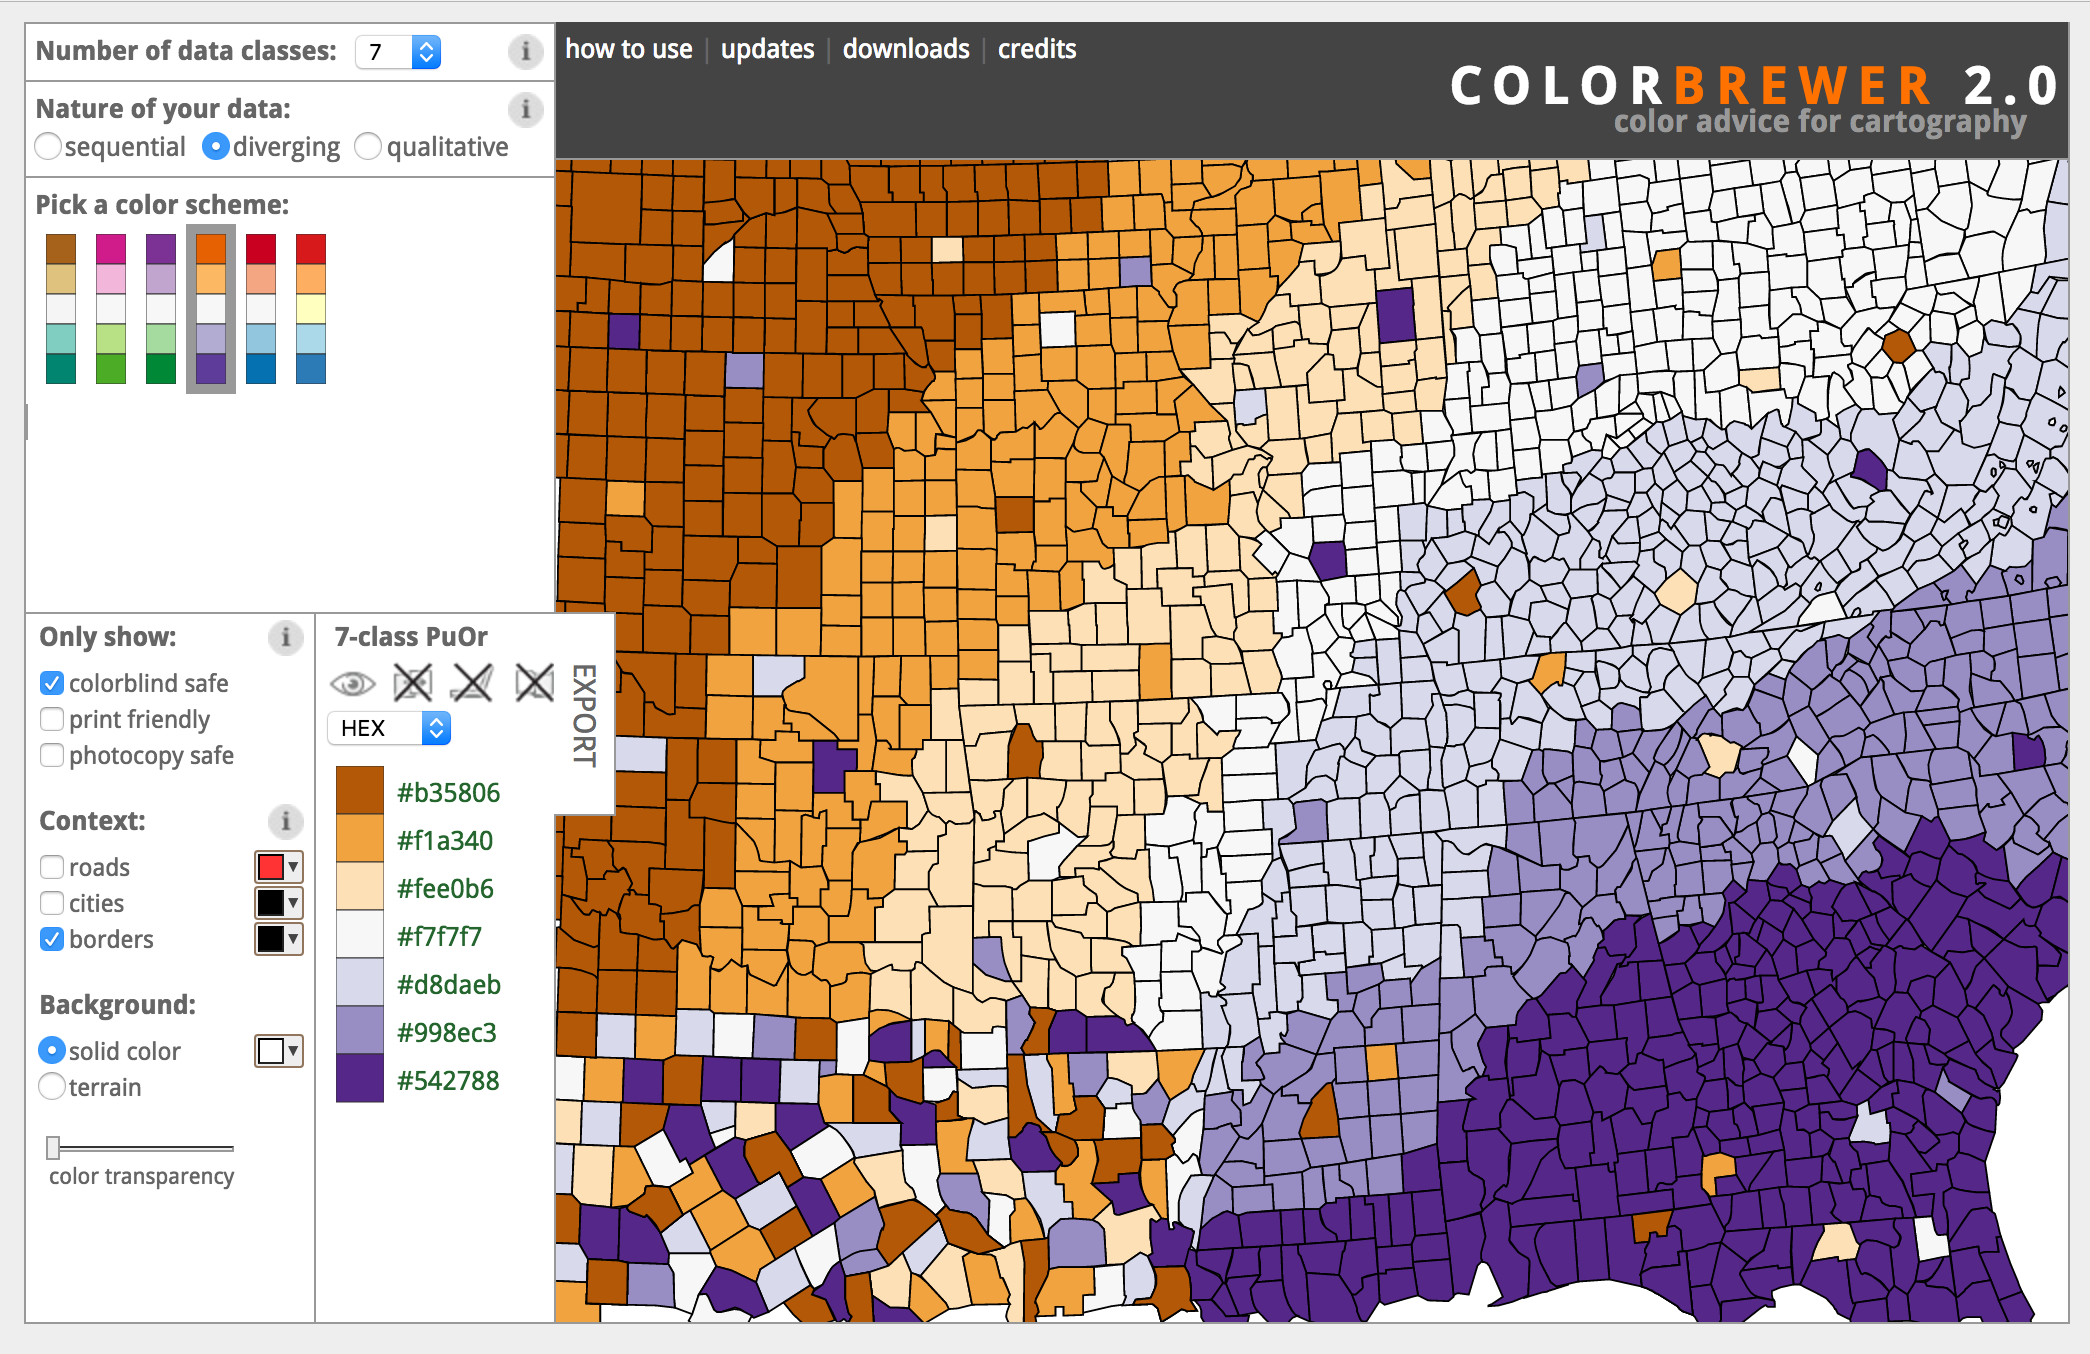 Number of data classes: 7 i
how to use | updates | downloads | credits
COLORBREWER 2.0
color advice for cartography
Nature of your data: i
sequential diverging qualitative
Pick a color scheme:
Only show: i
colorblind safe
print friendly
photocopy safe
Context: i
roads
cities
borders
Background:
solid color
terrain
color transparency
7-class PuOr
EXPORT
HEX
#b35806
#f1a340
#fee0b6
#f7f7f7
#d8daeb
#998ec3
#542788